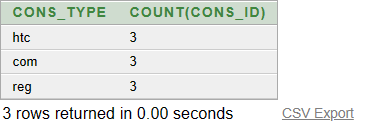 CONS_TYPE COUNT(CONS_ID)
htc 3
com 3
reg 3
3 rows returned in 0.00 seconds CSV Export